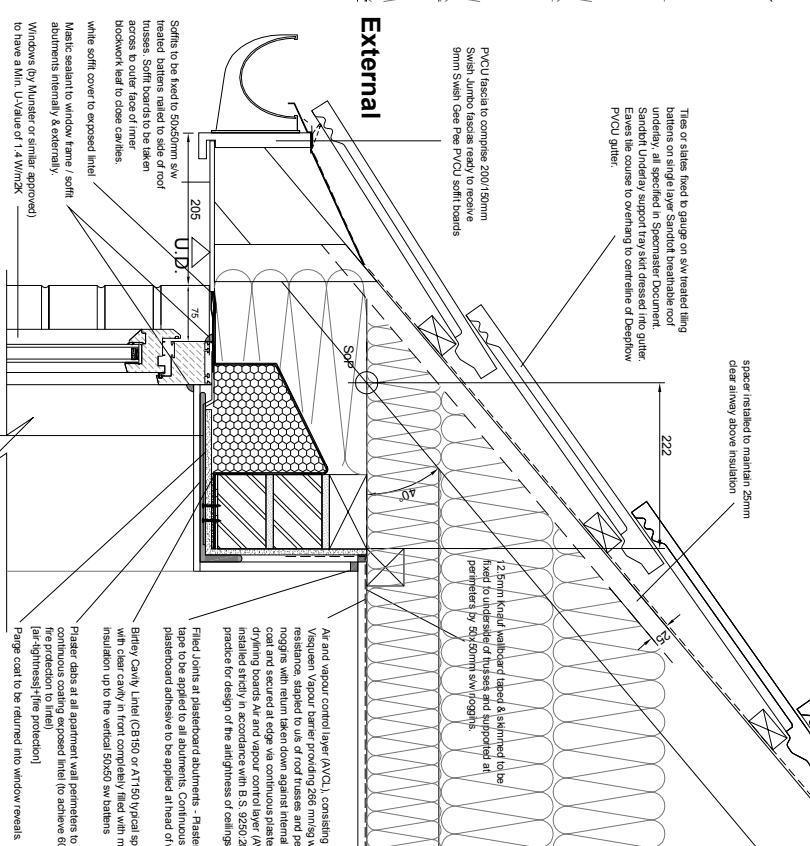 External
PVCU fascia to comprise 200/150mm
Swish Jumbo fascias ready to receive
9mm Swish Gee Pee PVCU soffit boards
Tiles or slates fixed to gauge on s/w treated tiling
battens on single layer Sandtoft breathable roof
underlay, all specified in Specmaster Document.
Sandtoft Underlay support tray skirt dressed into gutter.
Eaves tile course to overhang to centreline of Deepflow
PVCU gutter.
spacer installed to maintain 25mm
clear airway above insulation
Soffits to be fixed to 50x50mm s/w
treated battens nailed to side of roof
trusses. Soffit boards to be taken
across to outer face of inner
blockwork leaf to close cavities.
white soffit cover to exposed lintel
Mastic sealant to window frame / soffit
abutments internally & externally.
Windows (by Munster or similar approved)
to have a Min. U-Value of 1.4 W/m2K
205
U.D.
75
SoP
222
40°
25
12.5mm Knauf wallboard taped & skimmed to be
fixed to underside of trusses and supported at
perimeters by 50x50mm s/w noggins.
Air and vapour control layer (AVCL), consisting
Visqueen Vapour barrier providing 266 mn/sg
resistance, stapled to u/s of roof trusses and
noggins with return taken down against internal
coat and secured at edge via continuous
drylining boards Air and vapour control layer
installed strictly in accordance with B.S. 9250:
practice for design of the airtightness of ceilings
Filled Joints at plasterboard abutments -
tape to be applied to all abutments. Continuous
plasterboard adhesive to be applied at head of
Birtley Cavity Lintel (CB150 or AT150 typical
with clear cavity in front completely filled with
insulation up to the vertical 50x50 sw battens
Plaster dabs at all apartment wall perimeters to
continuous coating exposed lintel (to achieve
fire protection to lintel)
[air-tightness]+[fire protection]
Parge coat to be returned into window reveals